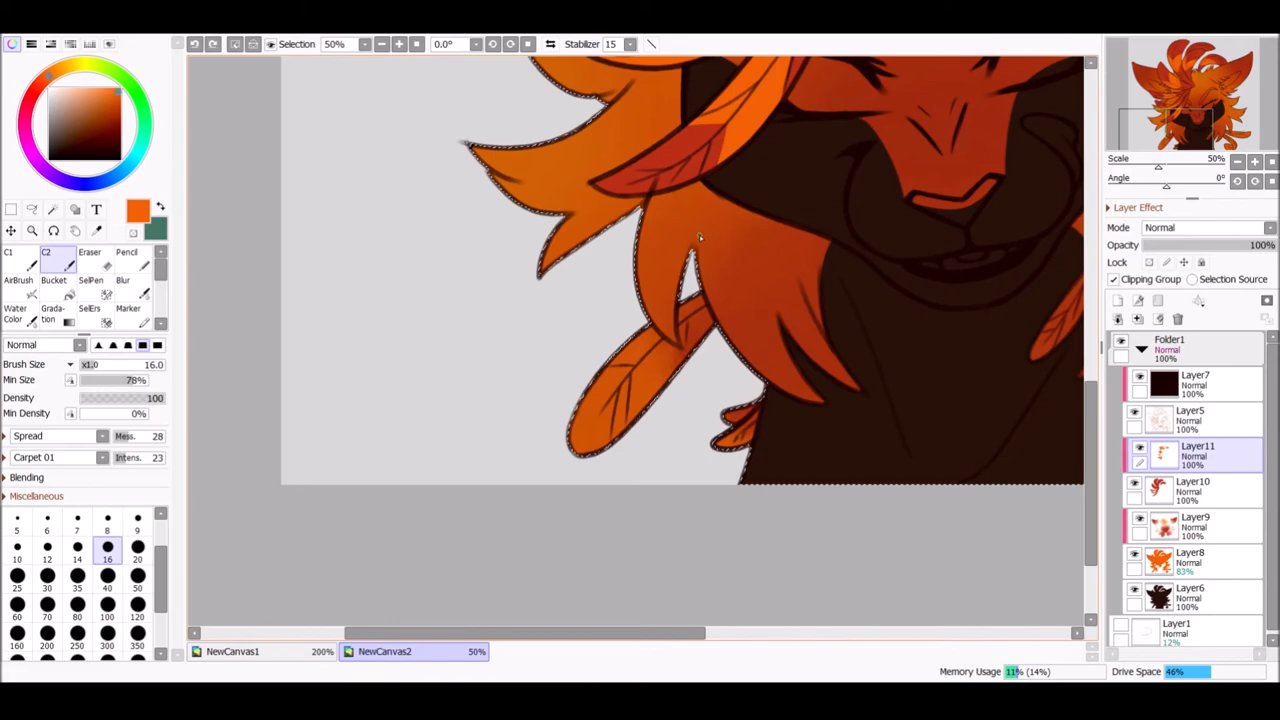 Selection 50% 0.0° Stabilizer 15
Scale 50%
Angle 0°
Layer Effect
Mode Normal
Opacity 100%
Lock
Clipping Group Selection Source
T
C1 C2 Eraser Pencil
AirBrush Bucket SelPen Blur
Water Color Grada- tion SelErs Marker
Normal
Brush Size x1.0 16.0
Min Size 78%
Density 100
Min Density 0%
Spread Mess. 28
Carpet 01 Intens. 23
Blending
Miscellaneous
5 6 7 8 9
10 12 14 16 20
25 30 35 40 50
60 70 80 100 120
160 200 250 300 350
Folder1
Normal
100%
Layer7
Normal
100%
Layer5
Normal
100%
Layer11
Normal
100%
Layer10
Normal
100%
Layer9
Normal
100%
Layer8
Normal
83%
Layer6
Normal
100%
Layer1
Normal
12%
NewCanvas1 200% NewCanvas2 50%
Memory Usage 11% (14%) Drive Space 46%